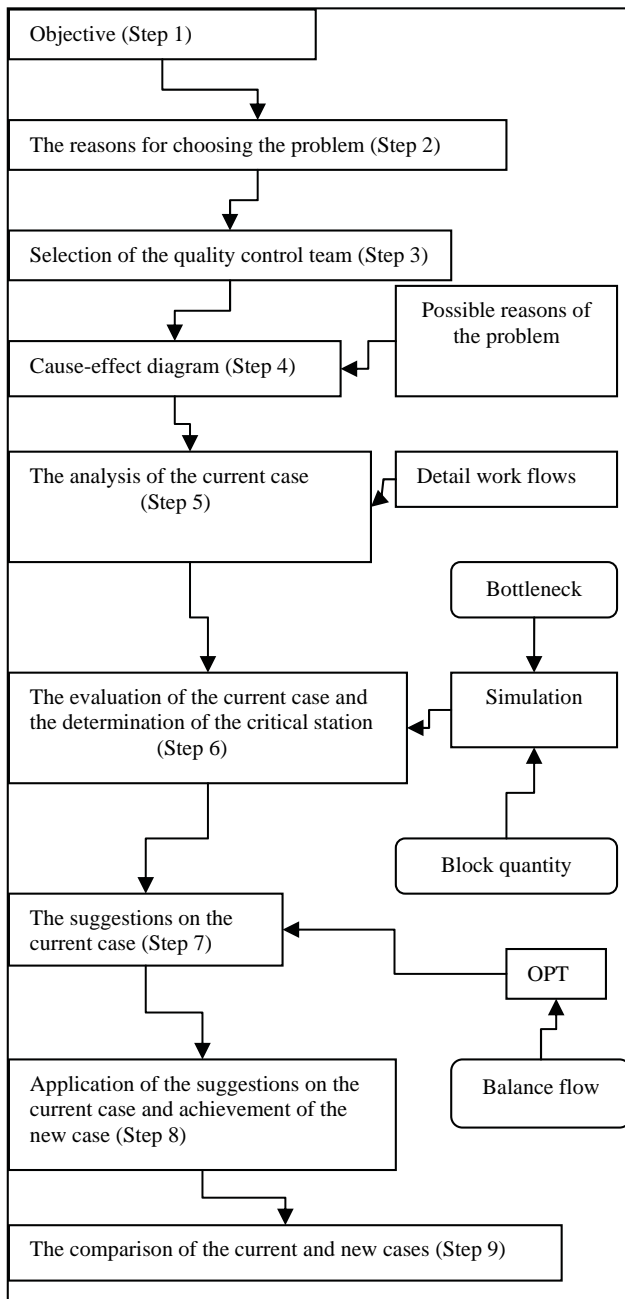 Objective (Step 1)
The reasons for choosing the problem (Step 2)
Selection of the quality control team (Step 3)
Possible reasons of
the problem
Cause-effect diagram (Step 4)
The analysis of the current case
(Step 5)
Detail work flows
Bottleneck
The evaluation of the current case and
the determination of the critical station
(Step 6)
Simulation
Block quantity
The suggestions on the
current case (Step 7)
OPT
Application of the suggestions on the
current case and achievement of the
new case (Step 8)
Balance flow
The comparison of the current and new cases (Step 9)